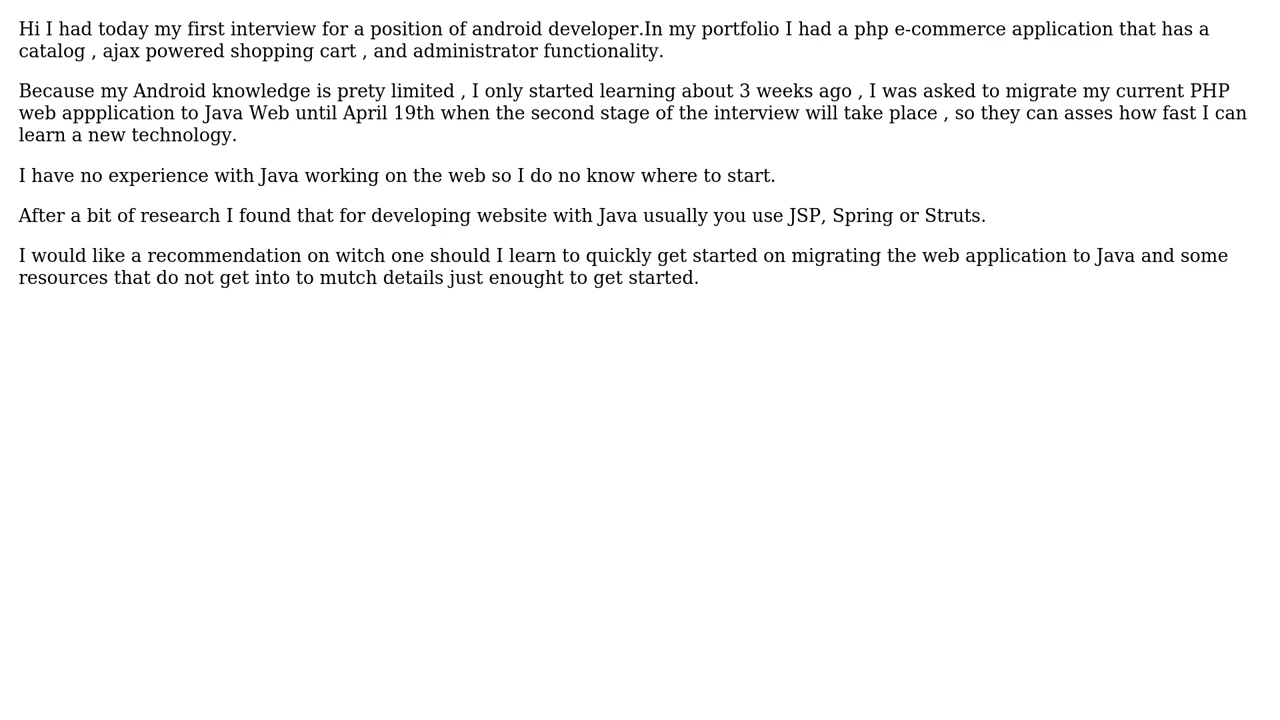 Hi I had today my first interview for a position of android developer.In my portfolio I had a php e-commerce application that has a
catalog , ajax powered shopping cart , and administrator functionality.
Because my Android knowledge is prety limited , I only started learning about 3 weeks ago , I was asked to migrate my current PHP
web appplication to Java Web until April 19th when the second stage of the interview will take place , so they can asses how fast I can
learn a new technology.
I have no experience with Java working on the web so I do no know where to start.
After a bit of research I found that for developing website with Java usually you use JSP, Spring or Struts.
I would like a recommendation on witch one should I learn to quickly get started on migrating the web application to Java and some
resources that do not get into to mutch details just enought to get started.